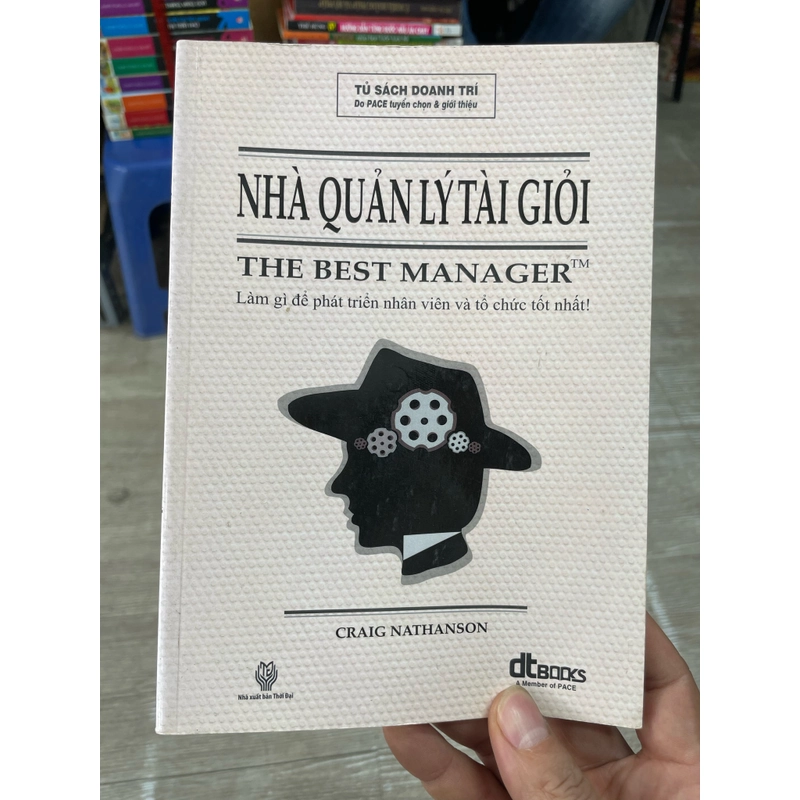 TỦ SÁCH DOANH TRÍ
Do PACE tuyển chọn & giới thiệu
NHÀ QUẢN LÝ TÀI GIỎI
THE BEST MANAGER™
Làm gì để phát triển nhân viên và tổ chức tốt nhất!
CRAIG NATHANSON
Nhà xuất bản Thời Đại
dtBOOKS
A Member of PACE